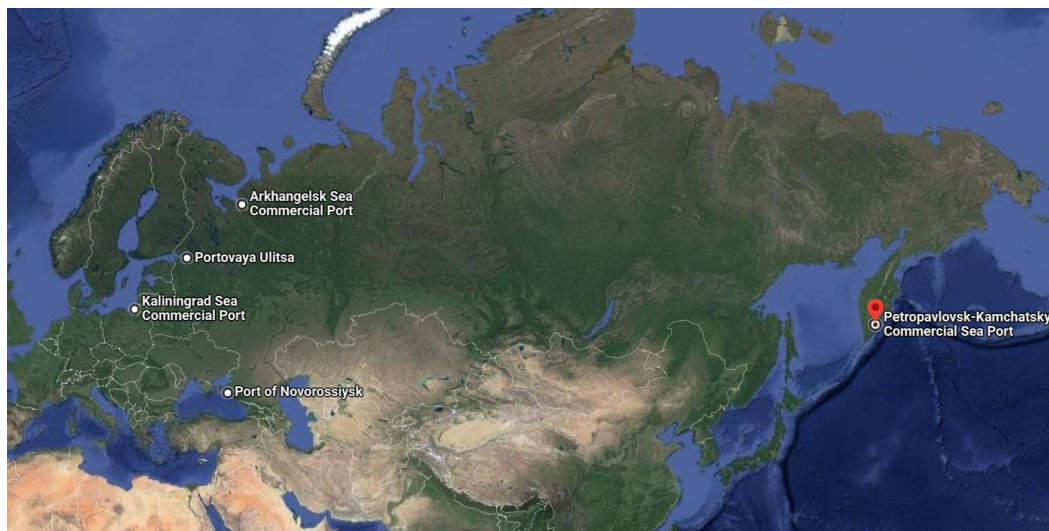 Arkhangelsk Sea
Commercial Port
Portovaya Ulitsa
Kaliningrad Sea
Commercial Port
Petropavlovsk-Kamchatsky
Commercial Sea Port
Port of Novorossiysk